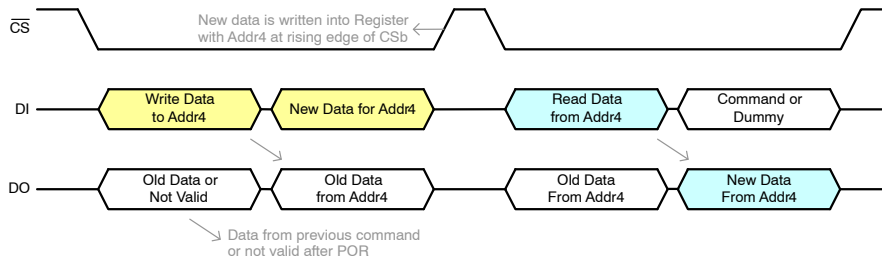 New data is written into Register
with Addr4 at rising edge of CSb
CS
DI
Write Data
to Addr4
New Data for Addr4
Read Data
from Addr4
Command or
Dummy
DO
Old Data or
Not Valid
Old Data
from Addr4
Old Data
From Addr4
New Data
From Addr4
Data from previous command
or not valid after POR